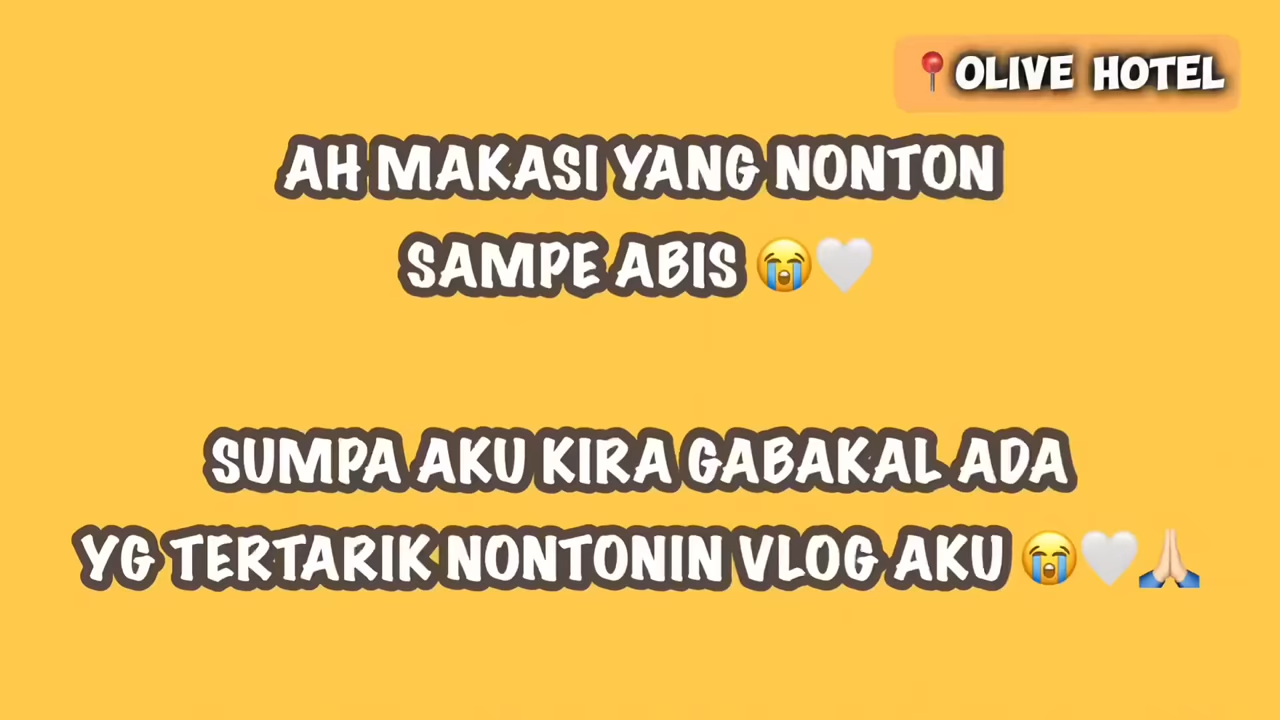 📍OLIVE HOTEL
AH MAKASI YANG NONTON
SAMPE ABIS 😭🤍
SUMPA AKU KIRA GABAKAL ADA
YG TERTARIK NONTONIN VLOG AKU 😭🤍🙏🏻